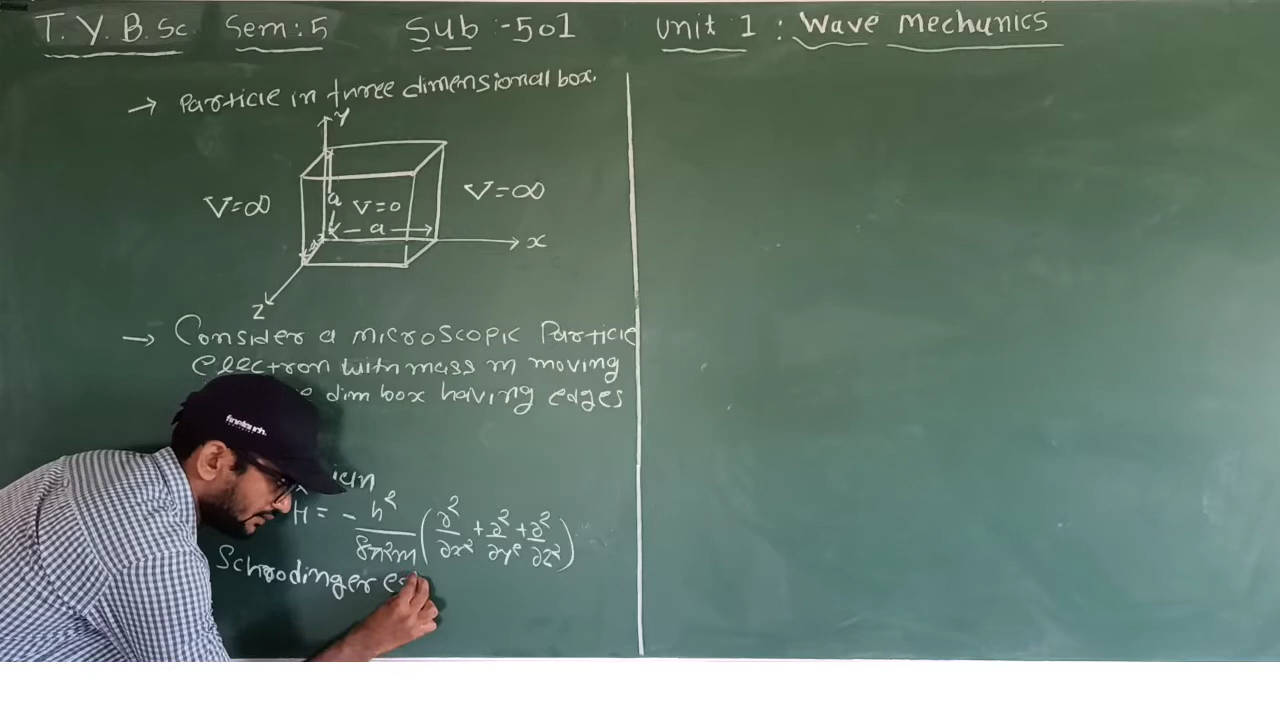 T.Y.B.Sc. Sem:5 Sub:-501 Unit 1: Wave Mechanics
→ Particle in three dimensional box.
Y
V=∞ a V=0 V=∞
a
X
a
Z
→ Consider a microscopic Particle
electron with mass m moving
dim box having edges
Ĥ = - h²/8π²m (∂²/∂x² + ∂²/∂y² + ∂²/∂z²)
Schrodinger